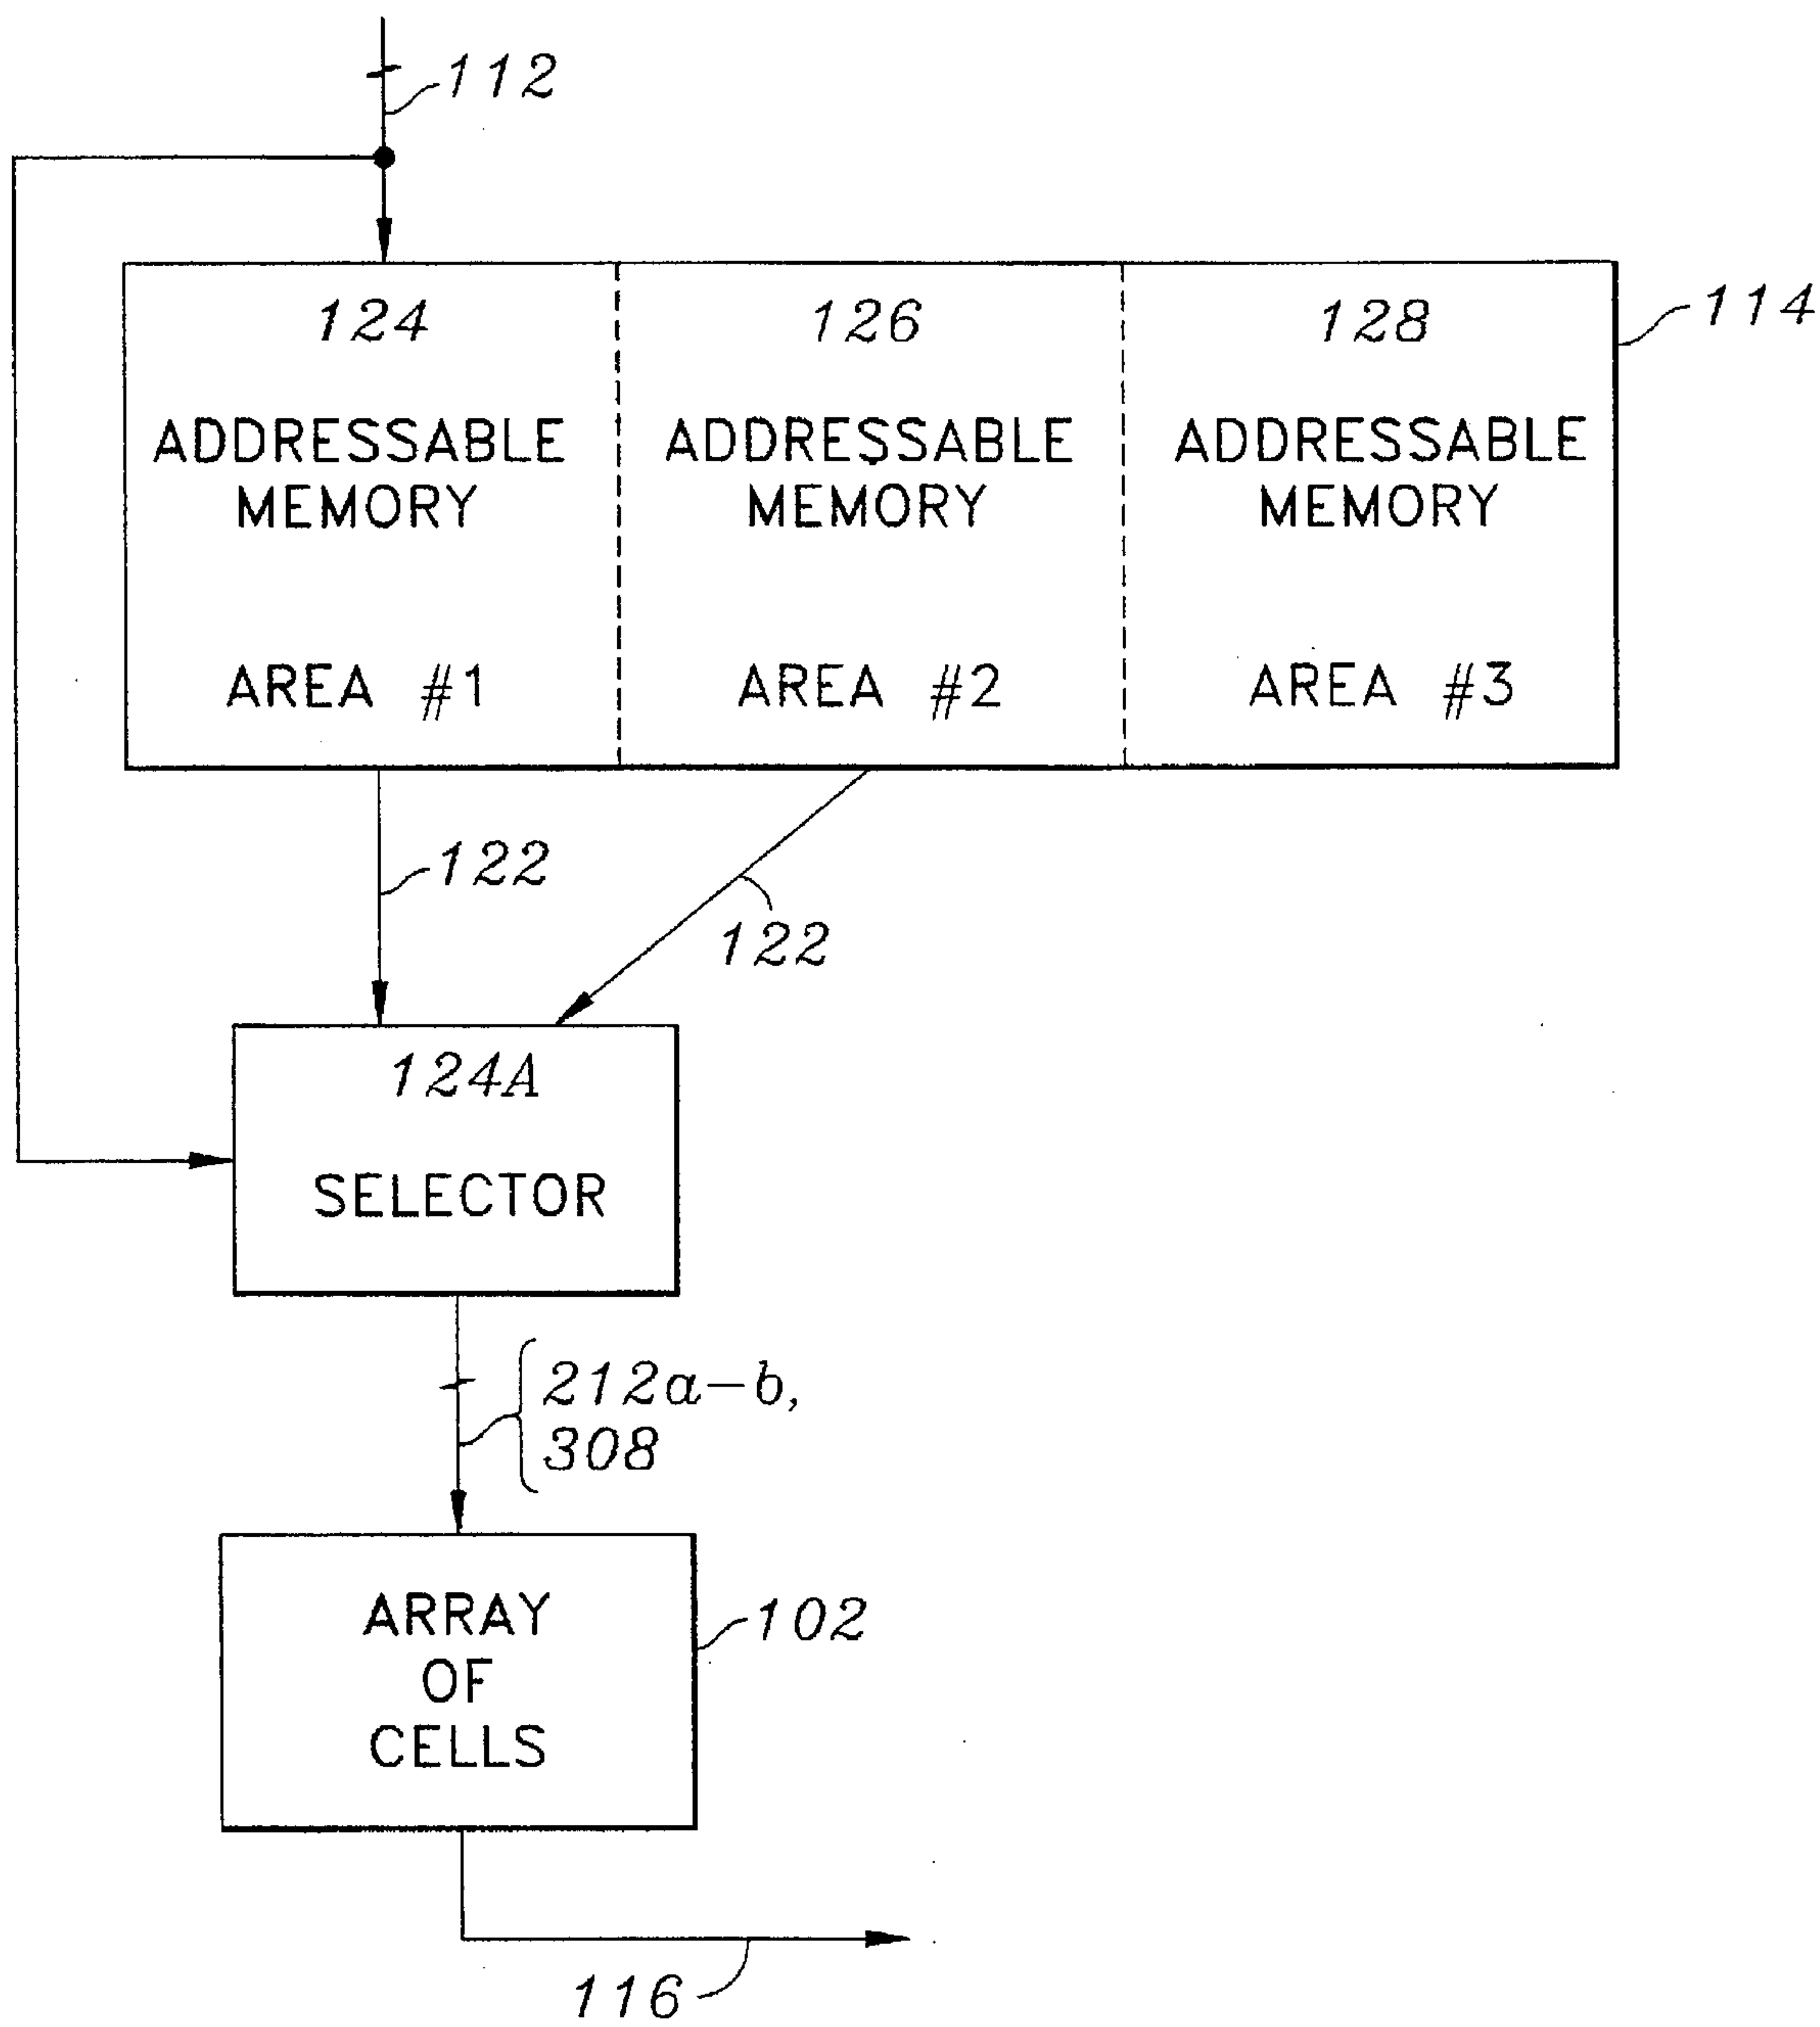 112
124
126
128
114
ADDRESSABLE
MEMORY
AREA #1
ADDRESSABLE
MEMORY
AREA #2
ADDRESSABLE
MEMORY
AREA #3
122
122
124A
SELECTOR
212a-b,
308
ARRAY
OF
CELLS
102
116